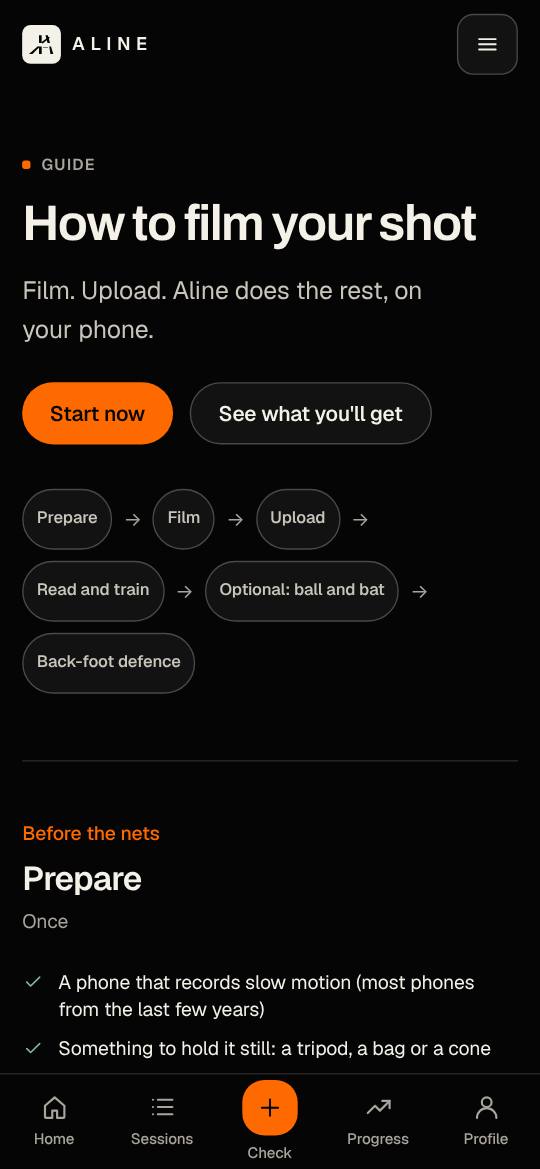 ALINE
GUIDE
How to film your shot
Film. Upload. Aline does the rest, on
your phone.
Start now
See what you'll get
Prepare → Film → Upload →
Read and train → Optional: ball and bat →
Back-foot defence
Before the nets
Prepare
Once
A phone that records slow motion (most phones
from the last few years)
Something to hold it still: a tripod, a bag or a cone
Home
Sessions
Check
Progress
Profile